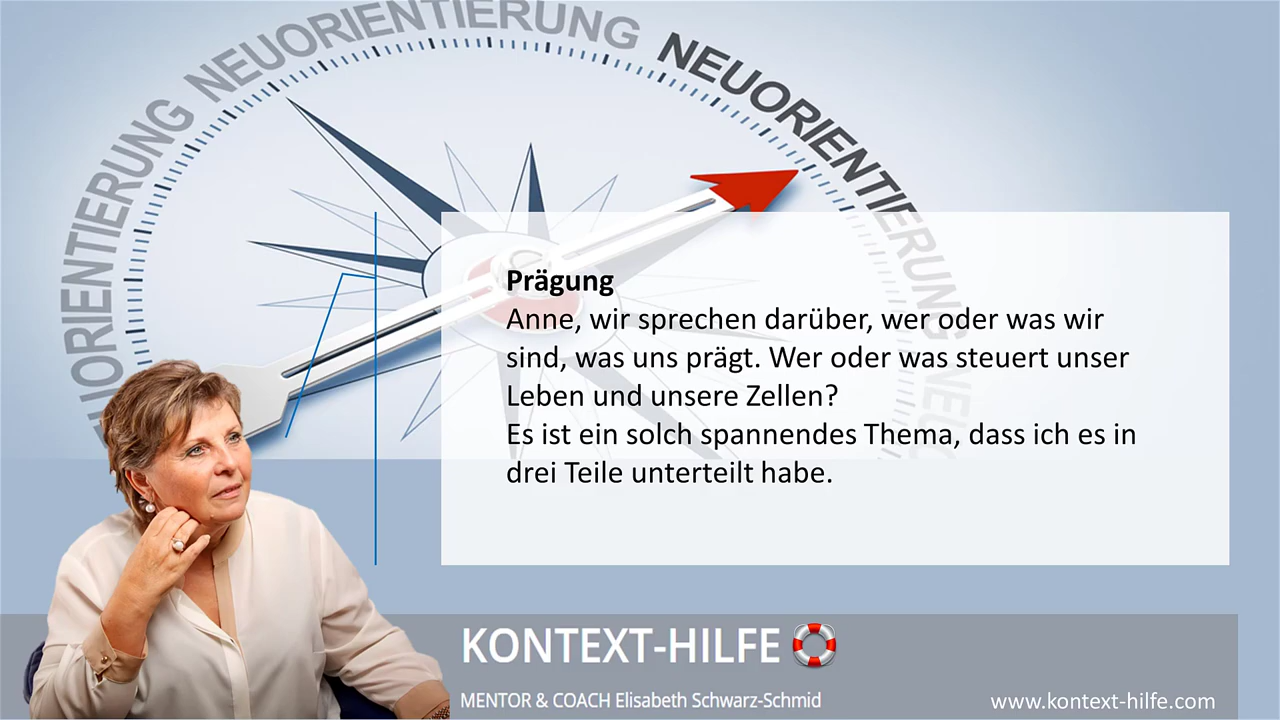 NEUORIENTIERUNG
NEUORIENTIERUNG
NEUORIENTIERUNG
NEUORIENTIERUNG
Prägung
Anne, wir sprechen darüber, wer oder was wir
sind, was uns prägt. Wer oder was steuert unser
Leben und unsere Zellen?
Es ist ein solch spannendes Thema, dass ich es in
drei Teile unterteilt habe.
KONTEXT-HILFE
MENTOR & COACH Elisabeth Schwarz-Schmid
www.kontext-hilfe.com